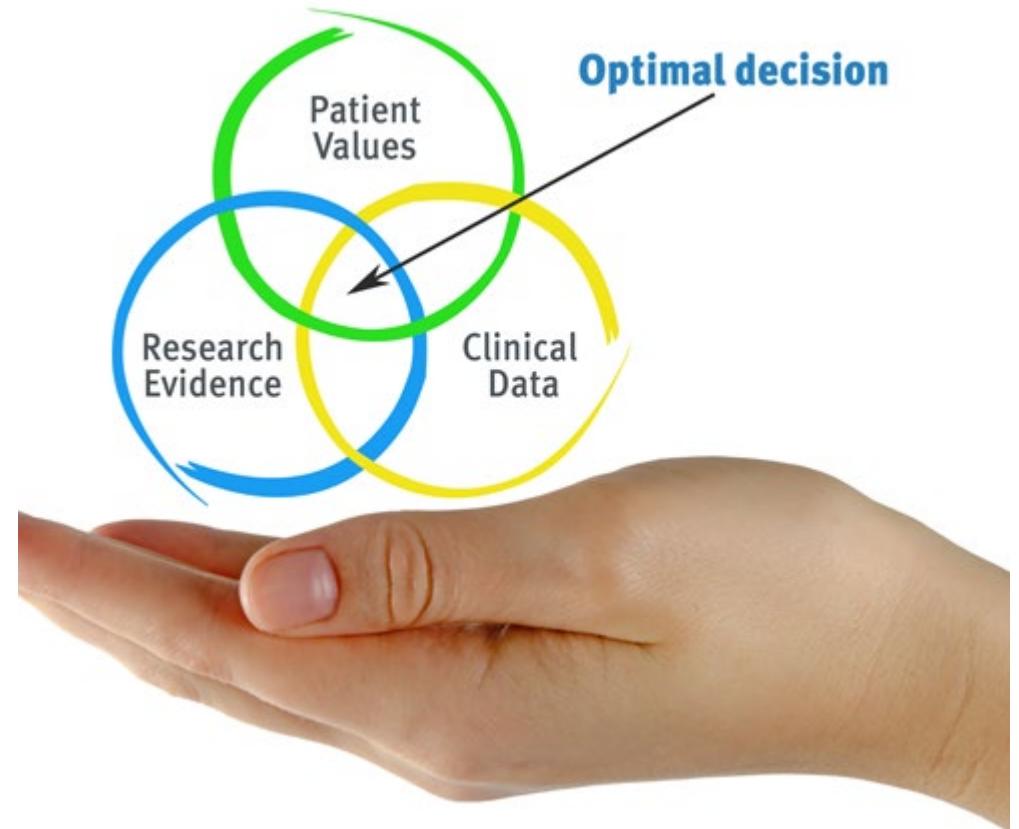 Patient
Values
Optimal decision
Research
Evidence
Clinical
Data